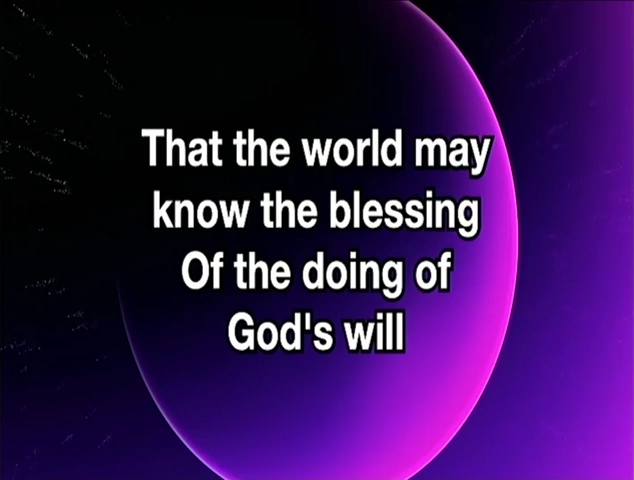 That the world may
know the blessing
Of the doing of
God's will